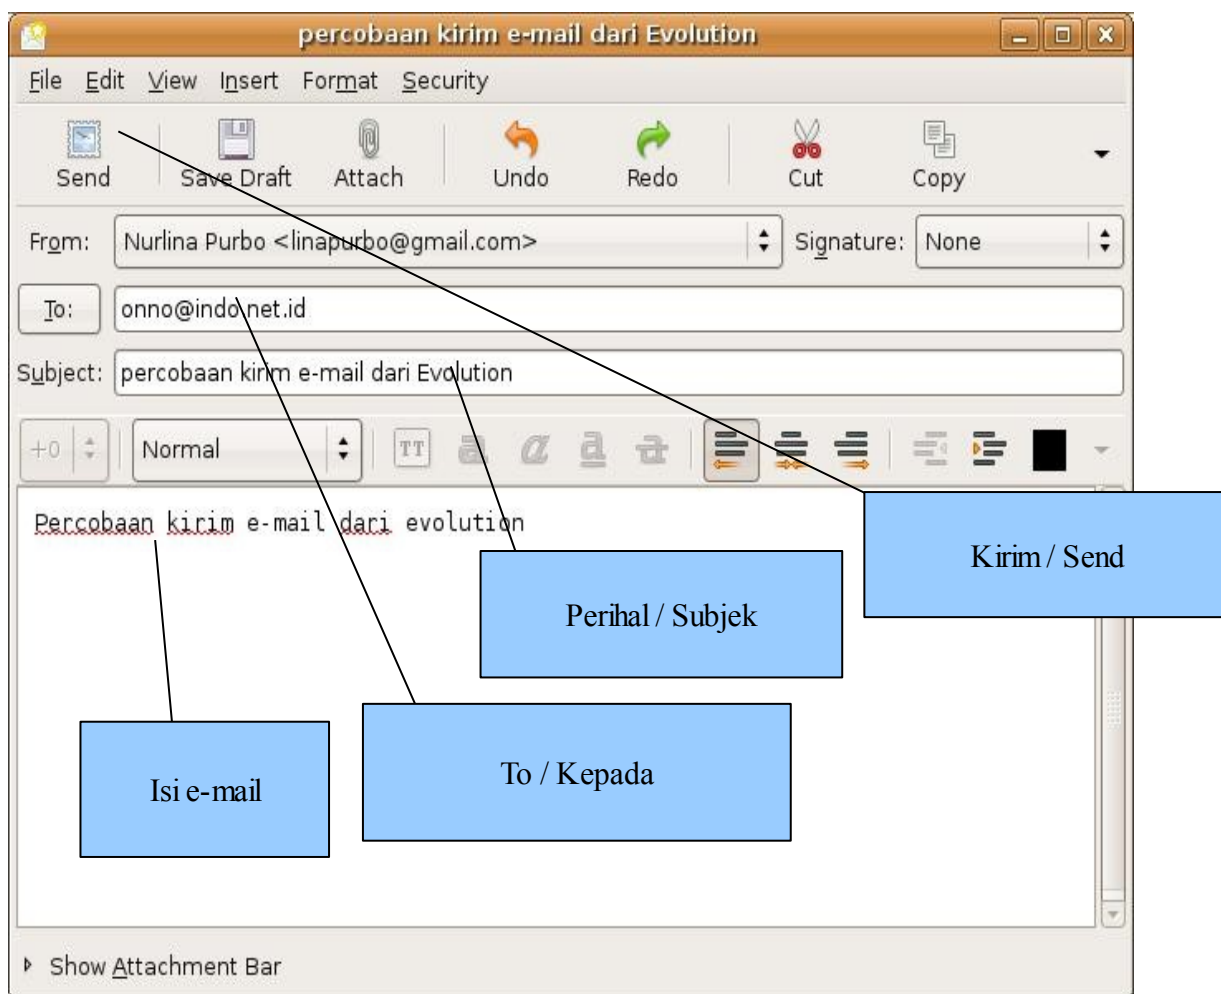 percobaan kirim e-mail dari Evolution
File Edit View Insert Format Security
Send Save Draft Attach Undo Redo Cut Copy
From: Nurlina Purbo <linapurbo@gmail.com> Signature: None
To: onno@indo.net.id
Subject: percobaan kirim e-mail dari Evolution
+0 Normal TT a a a a
Percobaan kirim e-mail dari evolution
Kirim / Send
Perihal / Subjek
To / Kepada
Isi e-mail
Show Attachment Bar